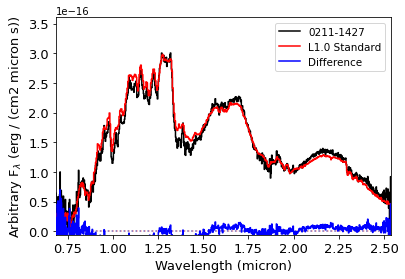 1e−16
3.5
3.0
2.5
2.0
1.5
1.0
0.5
0.0
Arbitrary Fλ (erg / (cm2 micron s))
0211-1427
L1.0 Standard
Difference
0.75 1.00 1.25 1.50 1.75 2.00 2.25 2.50
Wavelength (micron)